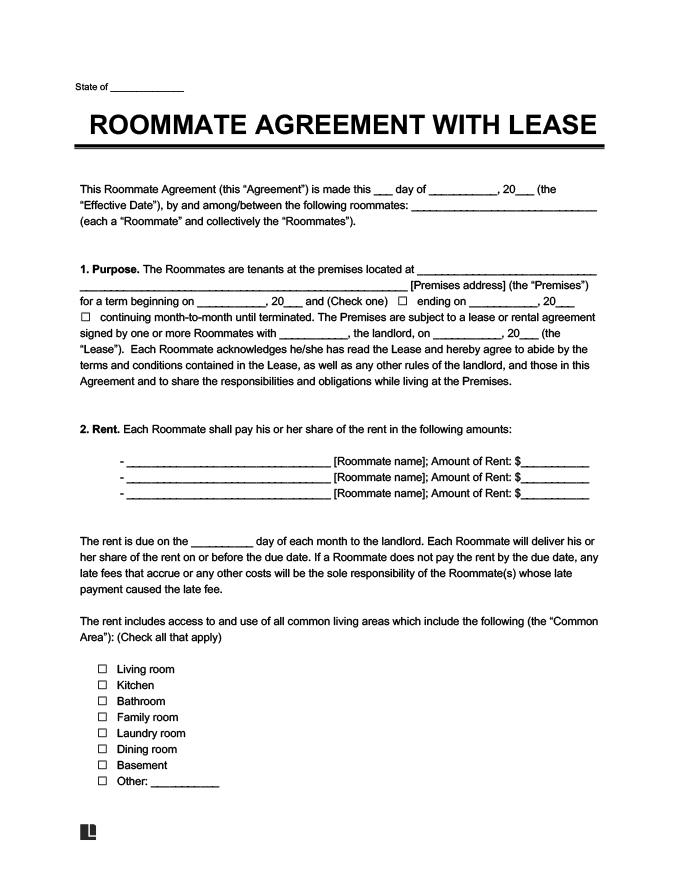 State of _____________
ROOMMATE AGREEMENT WITH LEASE
This Roommate Agreement (this “Agreement”) is made this ___ day of ___________, 20___ (the
“Effective Date”), by and among/between the following roommates: ______________________________
(each a “Roommate” and collectively the “Roommates”).
1. Purpose. The Roommates are tenants at the premises located at _____________________________
_____________________________________________________ [Premises address] (the “Premises”)
for a term beginning on ___________, 20___ and (Check one) ☐ ending on ___________, 20___
☐ continuing month-to-month until terminated. The Premises are subject to a lease or rental agreement
signed by one or more Roommates with ___________, the landlord, on ___________, 20___ (the
“Lease”). Each Roommate acknowledges he/she has read the Lease and hereby agree to abide by the
terms and conditions contained in the Lease, as well as any other rules of the landlord, and those in this
Agreement and to share the responsibilities and obligations while living at the Premises.
2. Rent. Each Roommate shall pay his or her share of the rent in the following amounts:
- _________________________________ [Roommate name]; Amount of Rent: $___________
- _________________________________ [Roommate name]; Amount of Rent: $___________
- _________________________________ [Roommate name]; Amount of Rent: $___________
The rent is due on the __________ day of each month to the landlord. Each Roommate will deliver his or
her share of the rent on or before the due date. If a Roommate does not pay the rent by the due date, any
late fees that accrue or any other costs will be the sole responsibility of the Roommate(s) whose late
payment caused the late fee.
The rent includes access to and use of all common living areas which include the following (the “Common
Area”): (Check all that apply)
☐ Living room
☐ Kitchen
☐ Bathroom
☐ Family room
☐ Laundry room
☐ Dining room
☐ Basement
☐ Other: ___________